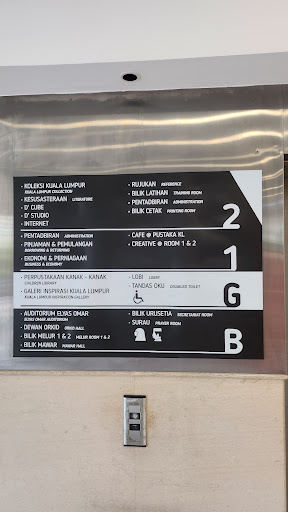 • KOLEKSI KUALA LUMPUR
KUALA LUMPUR COLLECTION
• KESUSASTERAAN LITERATURE
• D' CUBE
• D' STUDIO
• INTERNET
• RUJUKAN REFERENCE
• BILIK LATIHAN TRAINING ROOM
• PENTADBIRAN ADMINISTRATION
• BILIK CETAK PRINTING ROOM
2
• PENTADBIRAN ADMINISTRATION
• PINJAMAN & PEMULANGAN
BORROWING & RETURNING
• EKONOMI & PERNIAGAAN
BUSINESS & ECONOMY
• CAFE @ PUSTAKA KL
• CREATIVE @ ROOM 1 & 2
1
• PERPUSTAKAAN KANAK - KANAK
CHILDREN LIBRARY
• GALERI INSPIRASI KUALA LUMPUR
KUALA LUMPUR INSPIRATION GALLERY
• LOBI LOBBY
• TANDAS OKU DISABLED TOILET
G
• AUDITORIUM ELYAS OMAR
ELYAS OMAR AUDITORIUM
• DEWAN ORKID ORKID HALL
• BILIK MELUR 1 & 2 MELUR ROOM 1 & 2
• BILIK MAWAR MAWAR HALL
• BILIK URUSETIA SECRETARIAT ROOM
• SURAU PRAYER ROOM
B